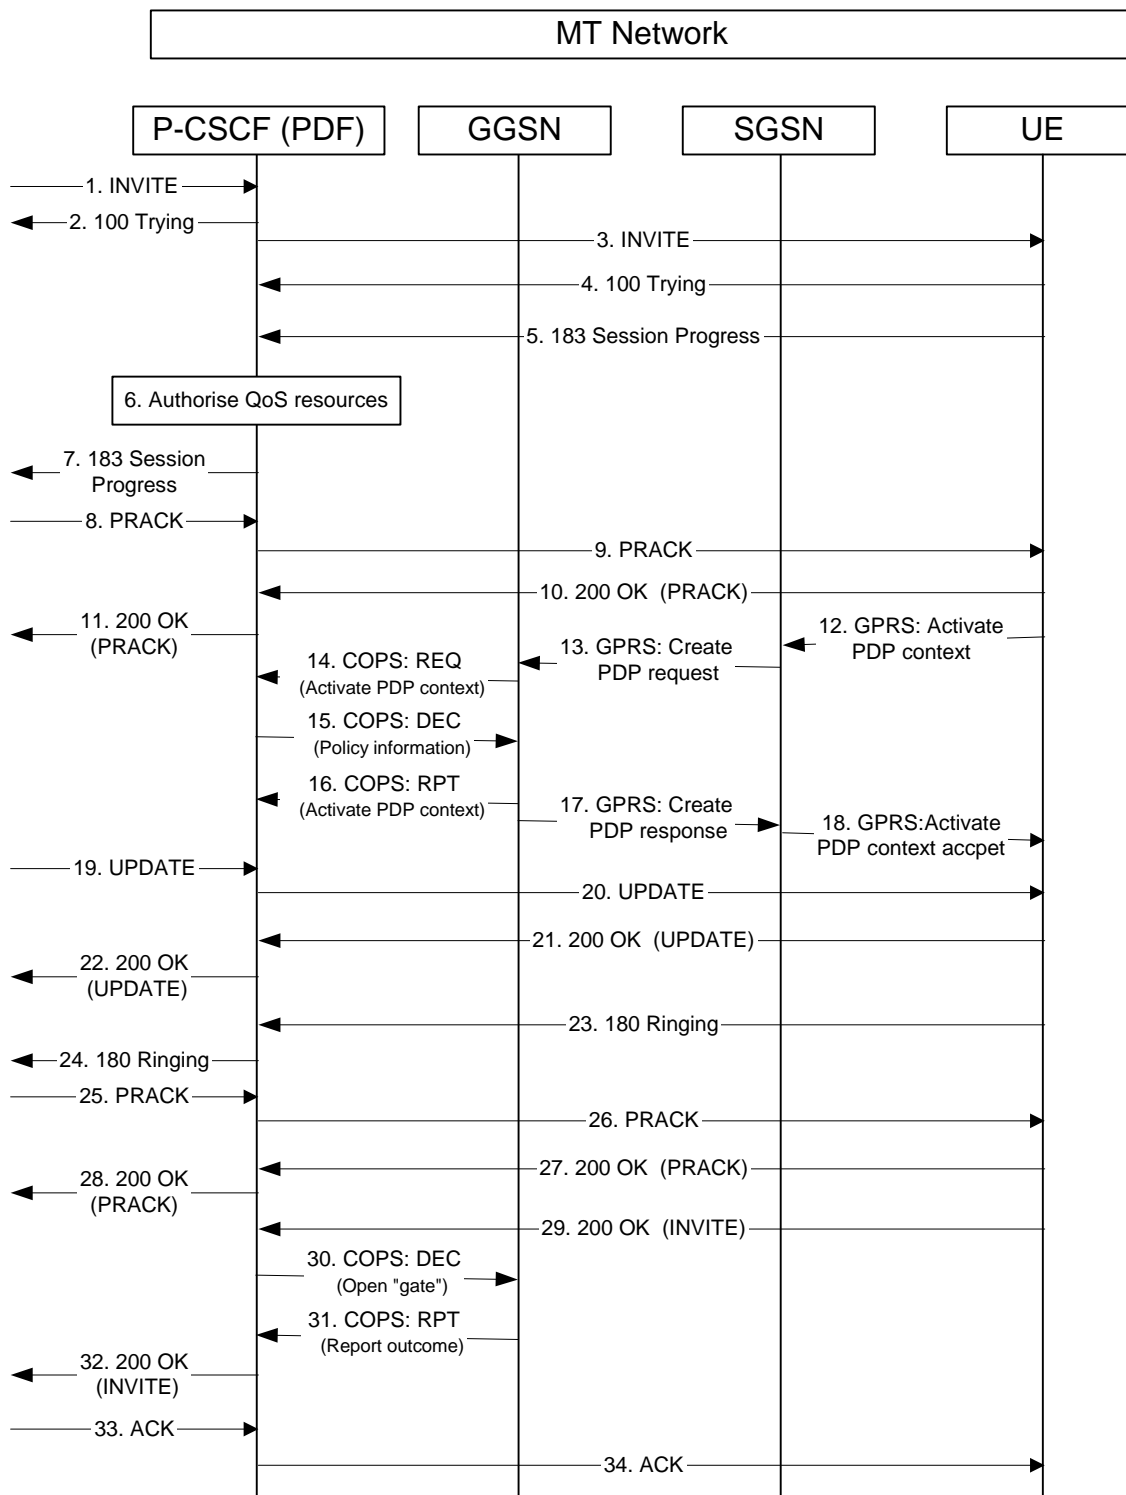 MT Network
P-CSCF (PDF)
GGSN
SGSN
UE
1. INVITE
2. 100 Trying
3. INVITE
4. 100 Trying
5. 183 Session Progress
6. Authorise QoS resources
7. 183 Session
Progress
8. PRACK
9. PRACK
10. 200 OK (PRACK)
11. 200 OK
(PRACK)
12. GPRS: Activate
PDP context
13. GPRS: Create
PDP request
14. COPS: REQ
(Activate PDP context)
15. COPS: DEC
(Policy information)
16. COPS: RPT
(Activate PDP context)
17. GPRS: Create
PDP response
18. GPRS:Activate
PDP context accpet
19. UPDATE
20. UPDATE
21. 200 OK (UPDATE)
22. 200 OK
(UPDATE)
23. 180 Ringing
24. 180 Ringing
25. PRACK
26. PRACK
27. 200 OK (PRACK)
28. 200 OK
(PRACK)
29. 200 OK (INVITE)
30. COPS: DEC
(Open "gate")
31. COPS: RPT
(Report outcome)
32. 200 OK
(INVITE)
33. ACK
34. ACK